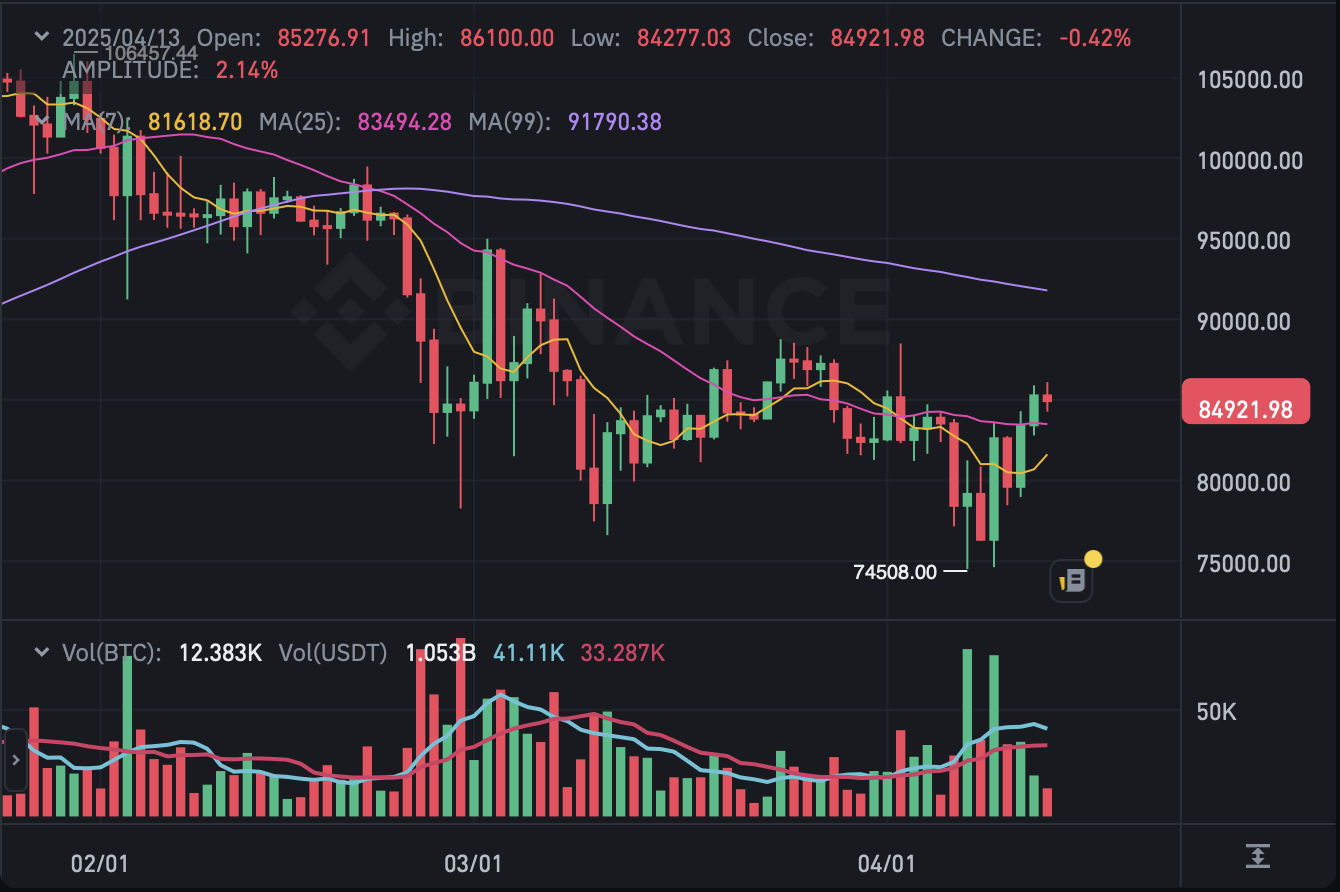 2025/04/13 Open: 85276.91 High: 86100.00 Low: 84277.03 Close: 84921.98 CHANGE: -0.42%
106457.44
AMPLITUDE: 2.14%
105000.00
MA(7): 81618.70 MA(25): 83494.28 MA(99): 91790.38
100000.00
95000.00
BINANCE
90000.00
84921.98
80000.00
75000.00
74508.00
Vol(BTC): 12.383K Vol(USDT) 1.053B 41.11K 33.287K
50K
02/01 03/01 04/01